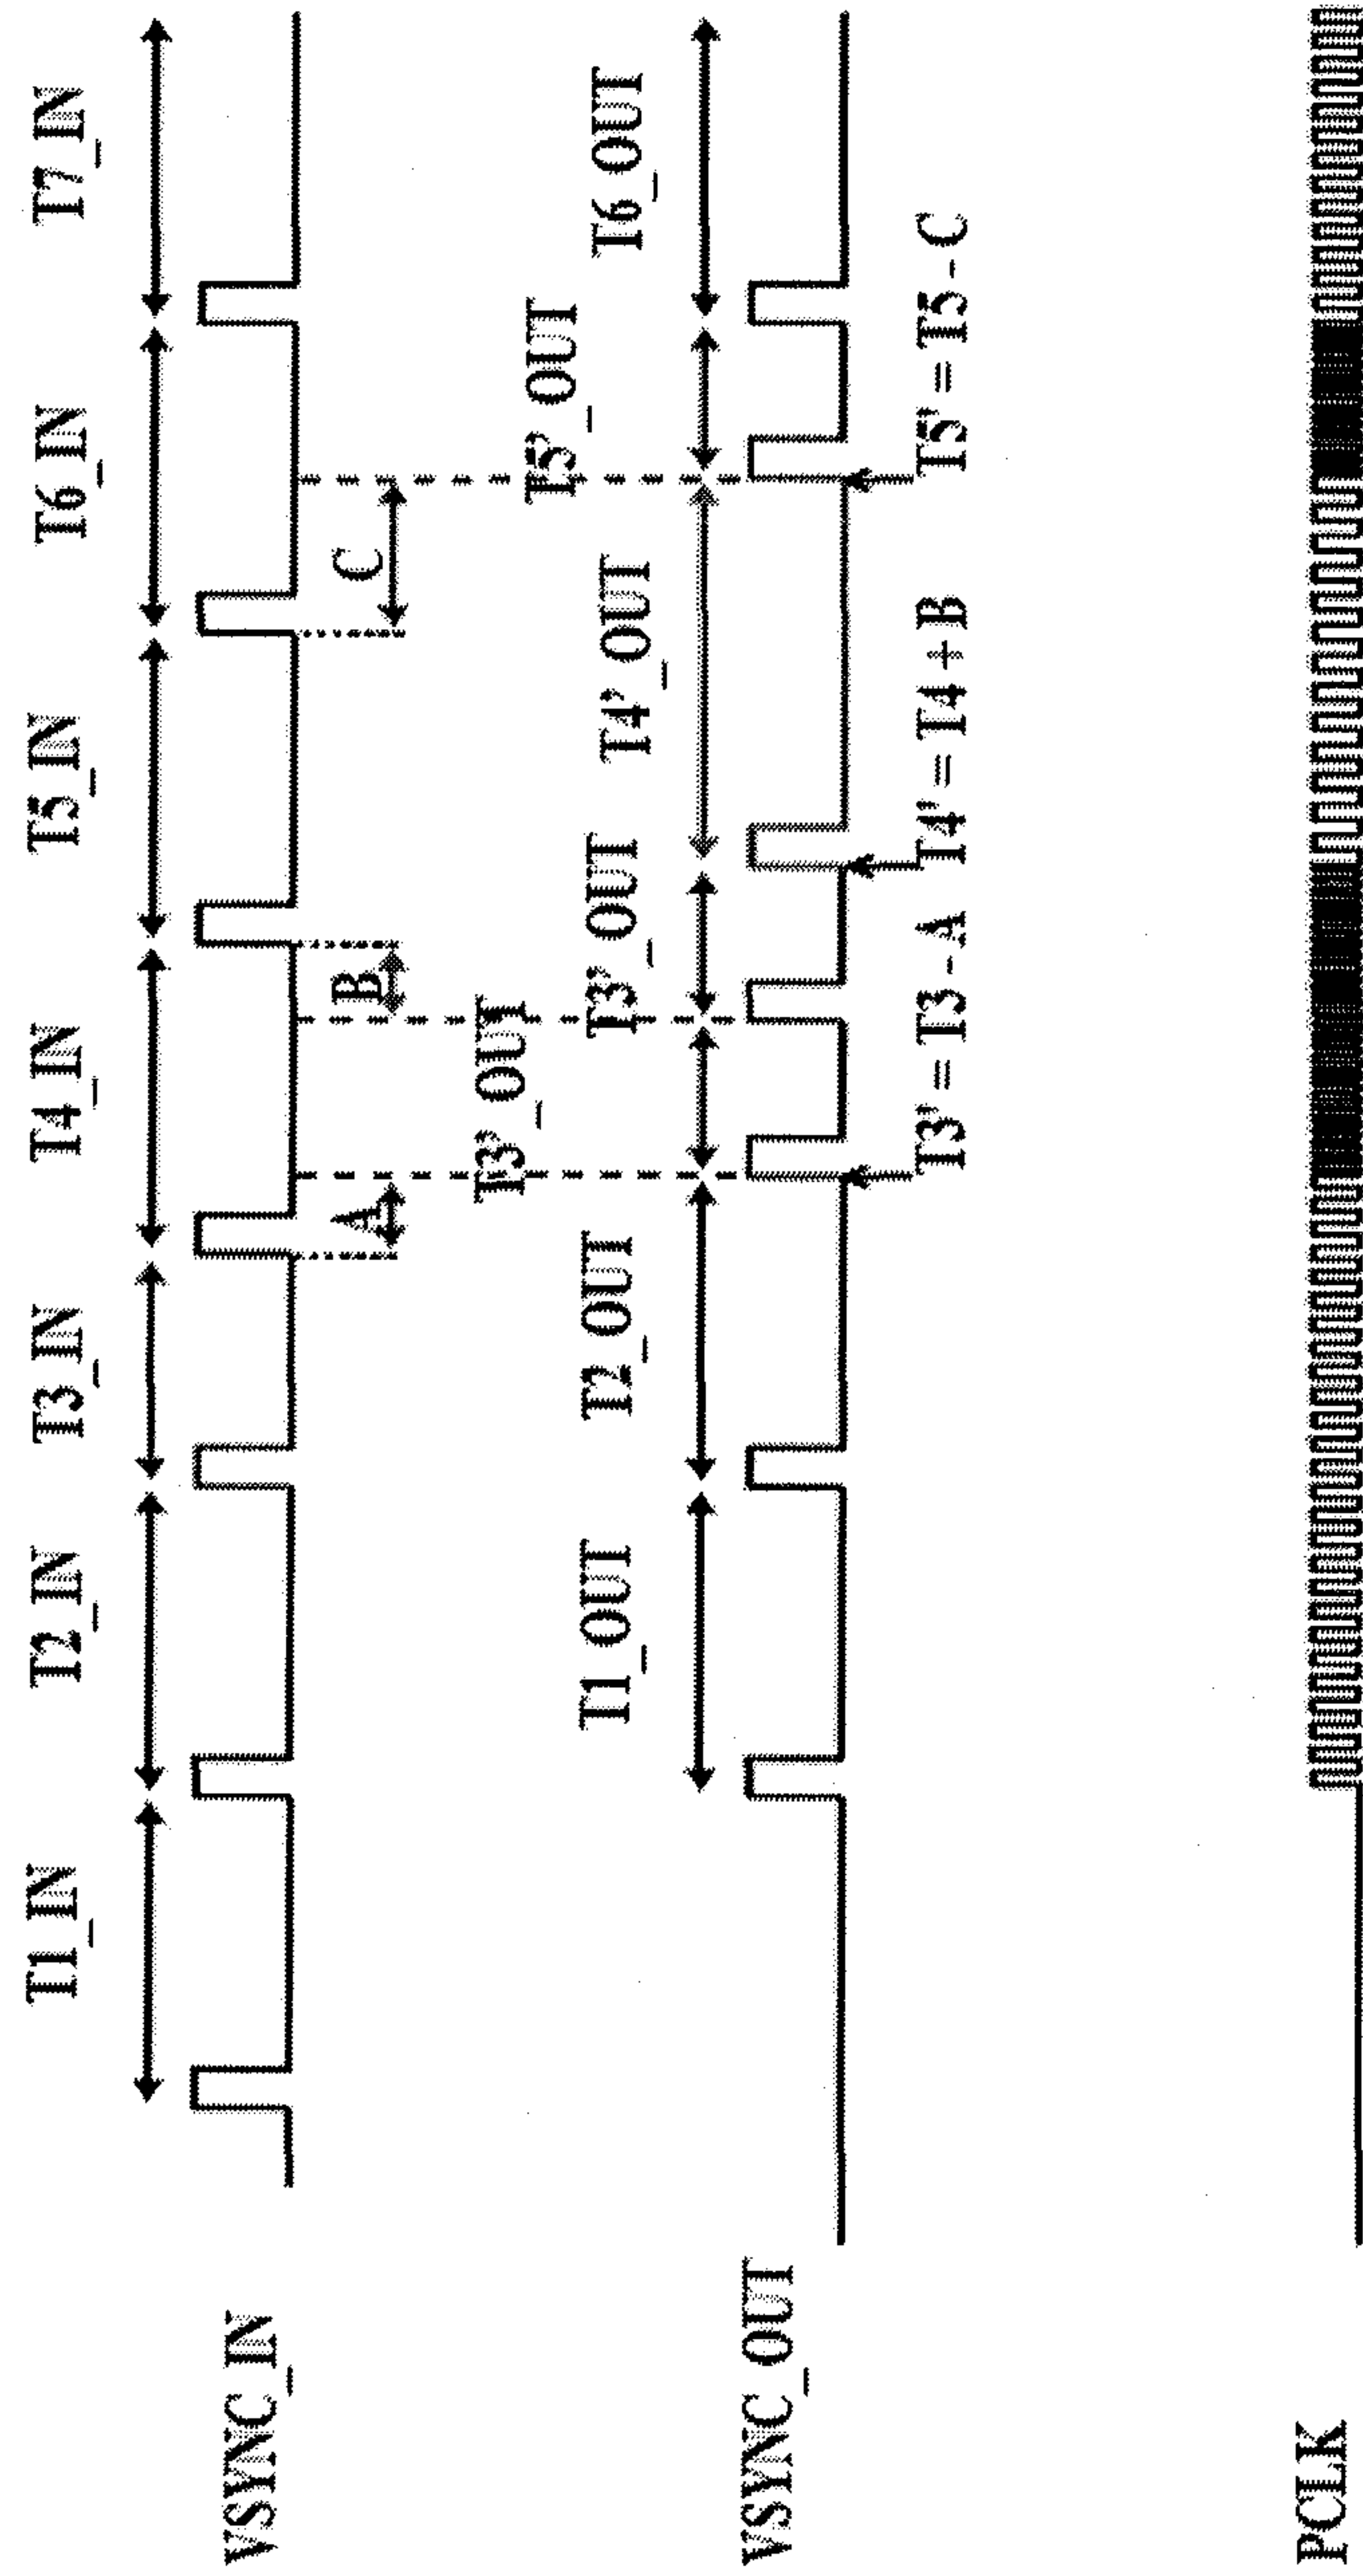 T1_IN T2_IN T3_IN T4_IN T5_IN T6_IN T7_IN
VSYNC_IN
A B C
T3'_OUT T5'_OUT
T1_OUT T2_OUT T3'_OUT T4'_OUT T6_OUT
VSYNC_OUT
T3' = T3 - A T4' = T4 + B T5' = T5 - C
PCLK